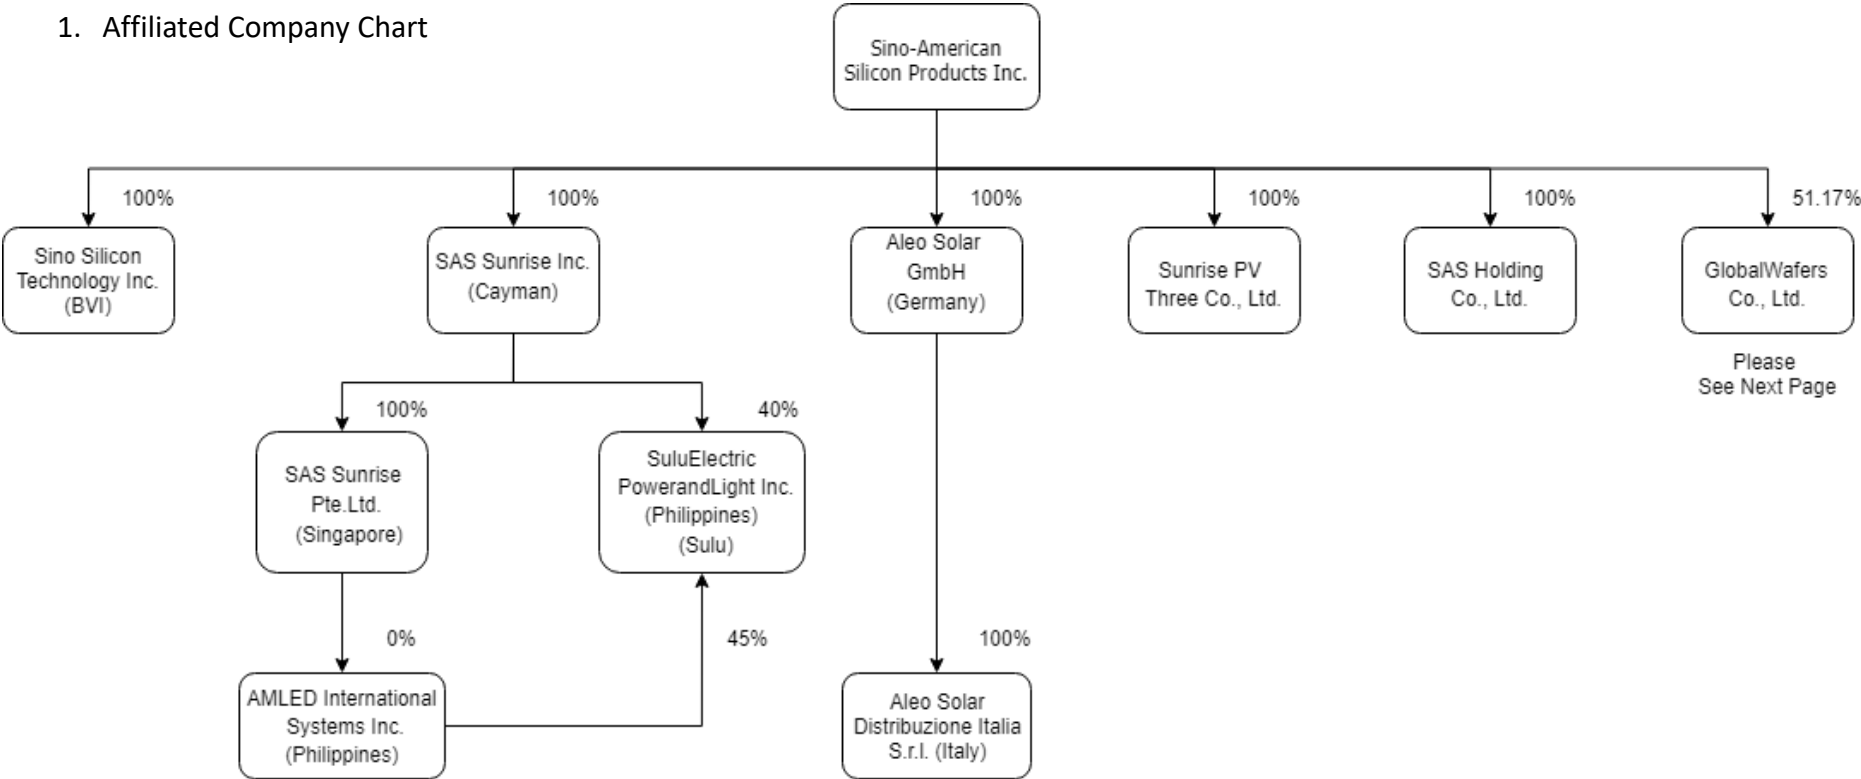 1. Affiliated Company Chart
Sino-American
Silicon Products Inc.
100%
100%
100%
100%
100%
51.17%
Sino Silicon
Technology Inc.
(BVI)
SAS Sunrise Inc.
(Cayman)
Aleo Solar
GmbH
(Germany)
Sunrise PV
Three Co., Ltd.
SAS Holding
Co., Ltd.
GlobalWafers
Co., Ltd.
Please
See Next Page
100%
40%
SAS Sunrise
Pte.Ltd.
(Singapore)
SuluElectric
PowerandLight Inc.
(Philippines)
(Sulu)
0%
45%
100%
AMLED International
Systems Inc.
(Philippines)
Aleo Solar
Distribuzione Italia
S.r.l. (Italy)